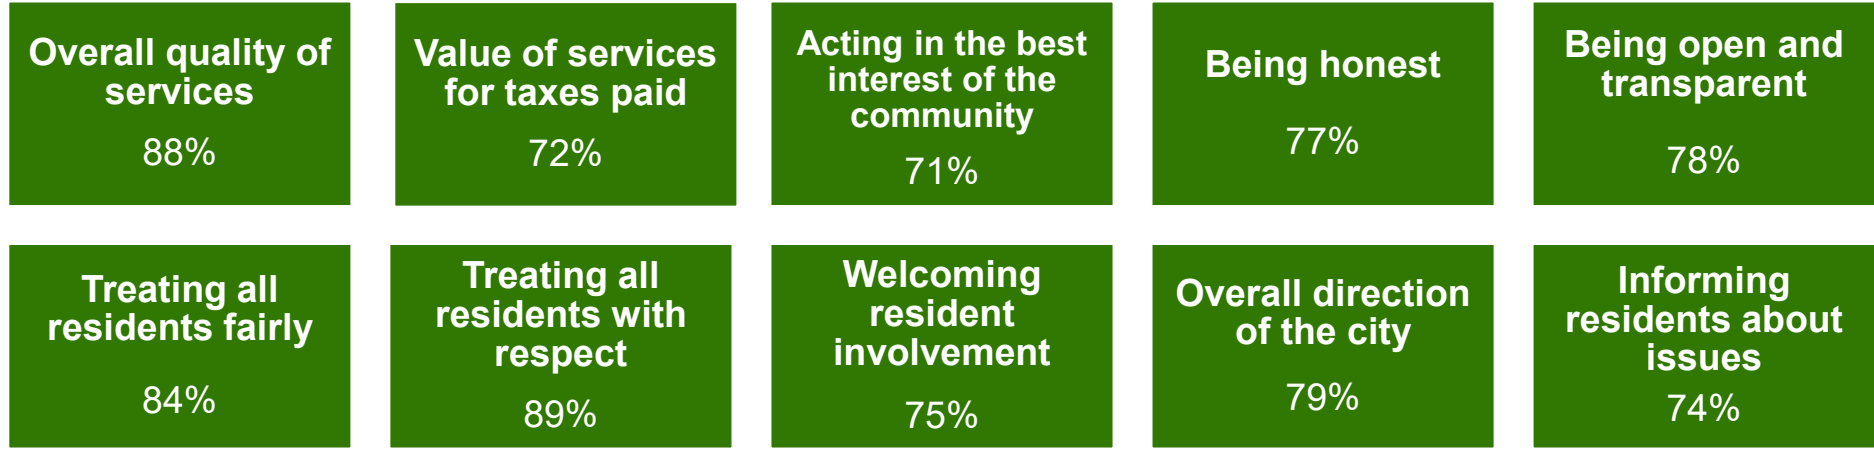 Overall quality of
services
88%
Value of services
for taxes paid
72%
Acting in the best
interest of the
community
71%
Being honest
77%
Being open and
transparent
78%
Treating all
residents fairly
84%
Treating all
residents with
respect
89%
Welcoming
resident
involvement
75%
Overall direction
of the city
79%
Informing
residents about
issues
74%